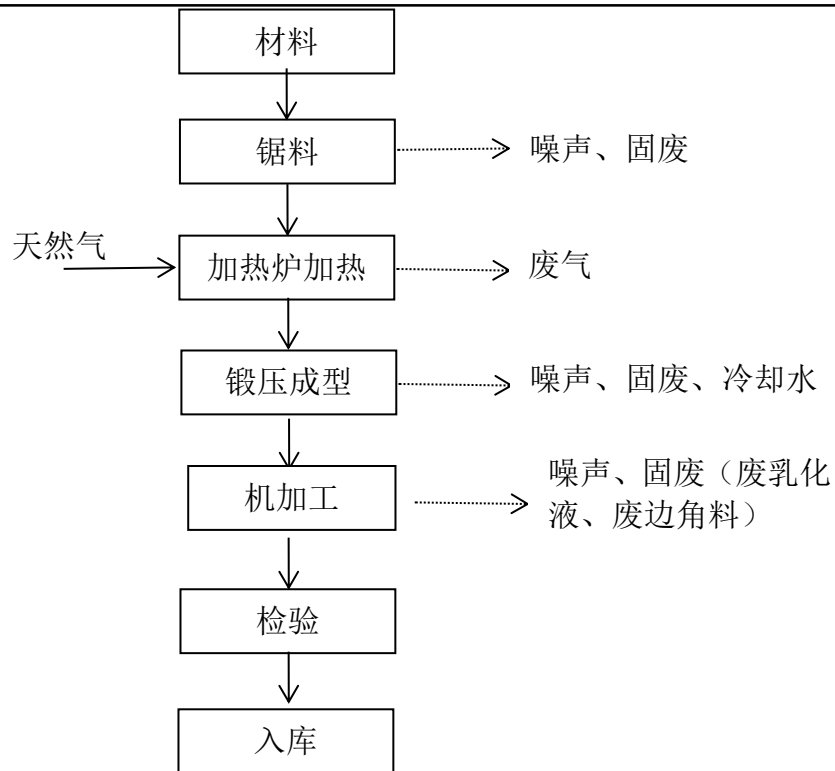 材料
锯料
噪声、固废
天然气
加热炉加热
废气
锻压成型
噪声、固废、冷却水
机加工
噪声、固废（废乳化
液、废边角料）
检验
入库